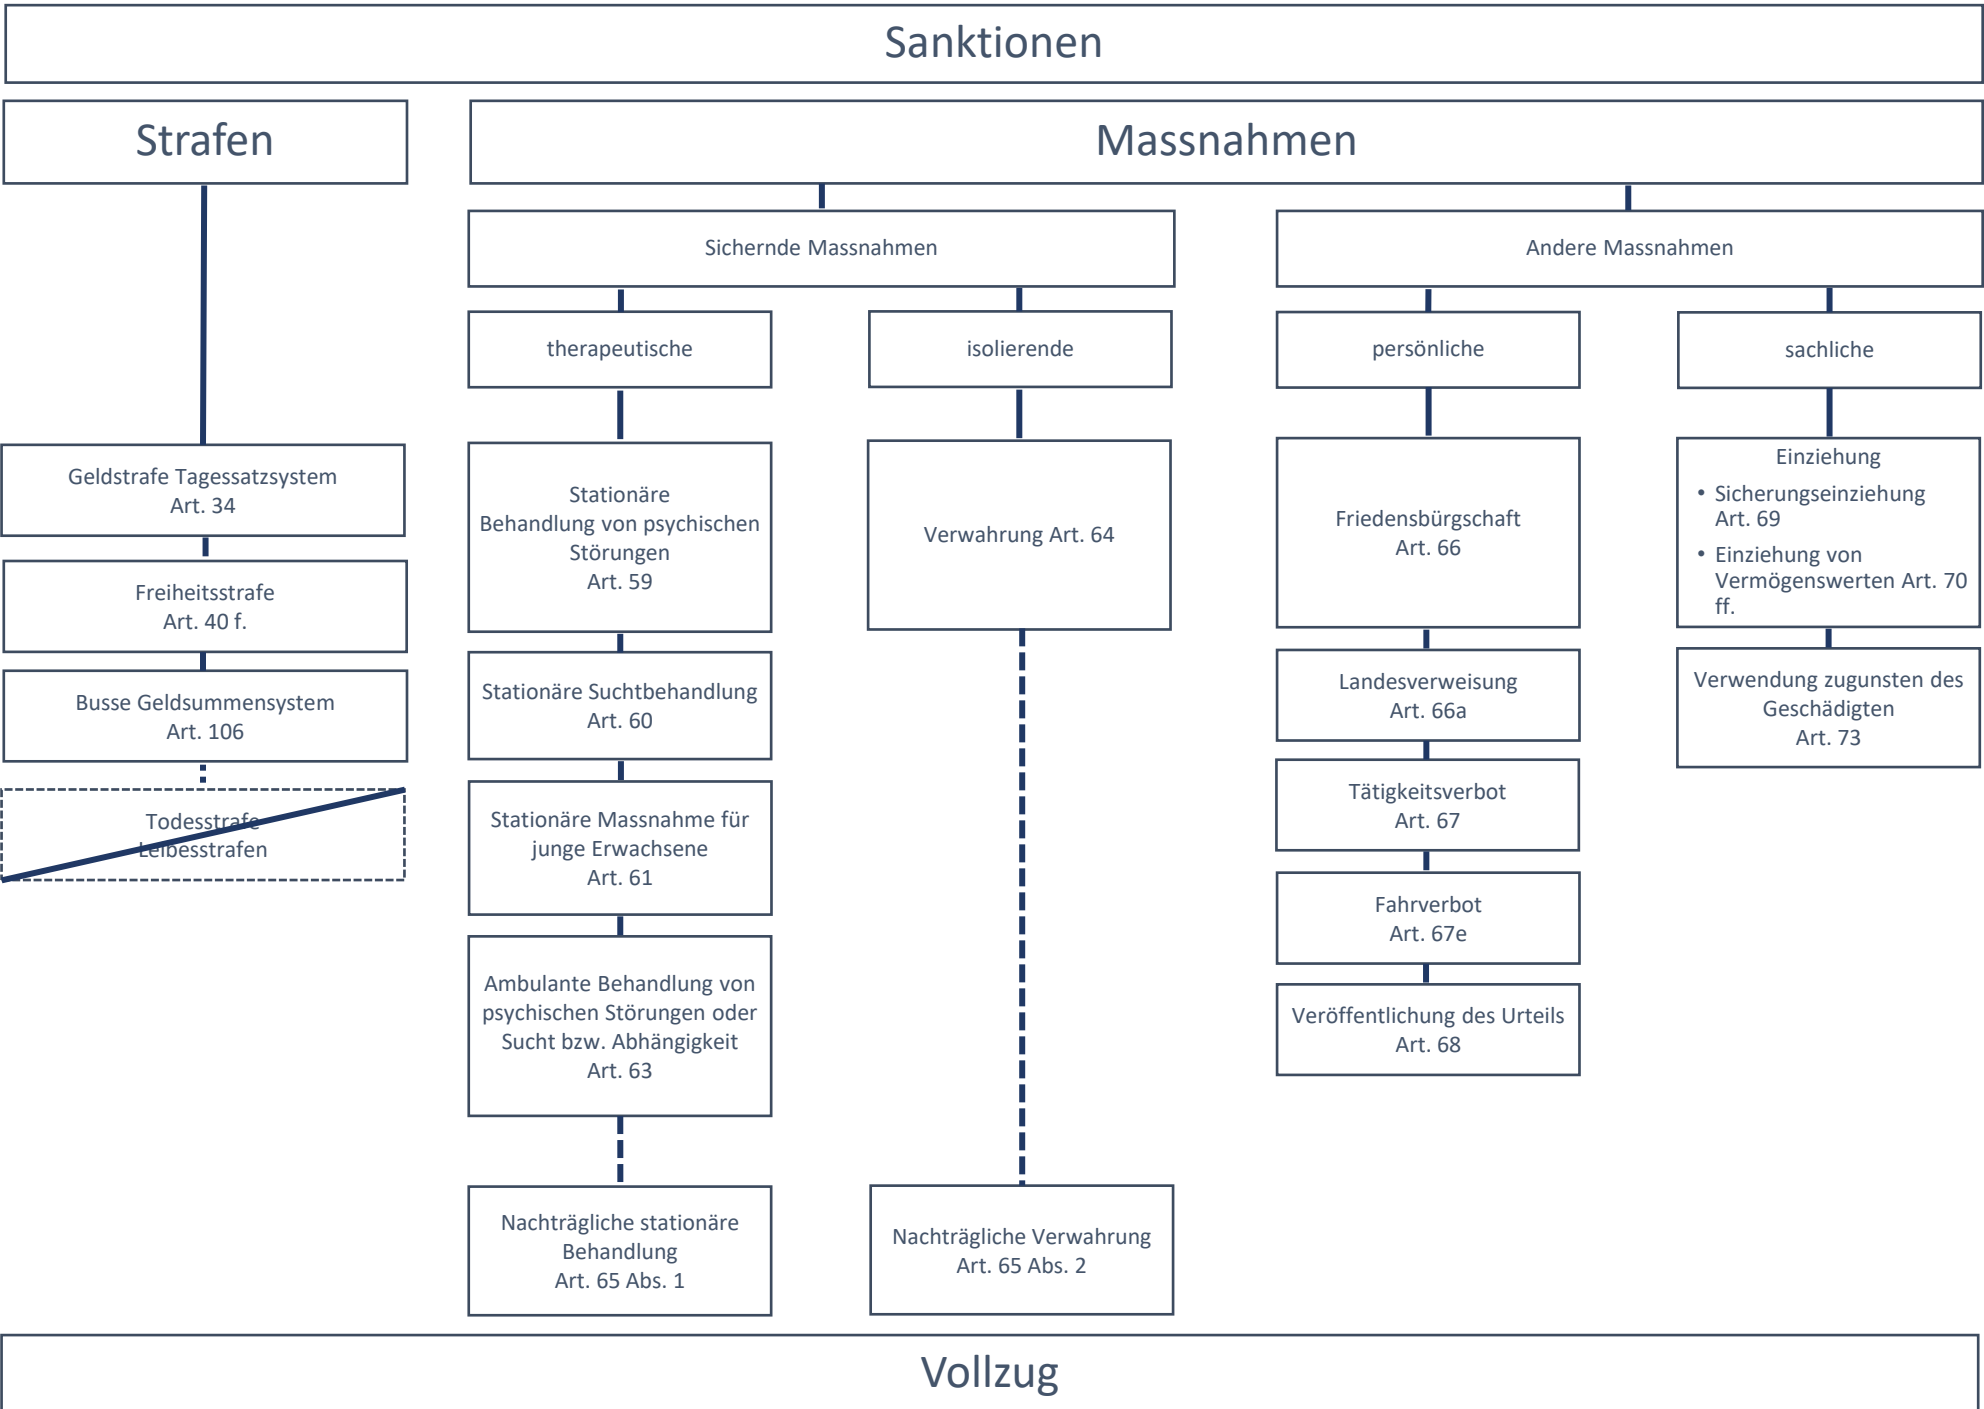 Sanktionen
Strafen
Massnahmen
Sichernde Massnahmen
Andere Massnahmen
therapeutische
isolierende
persönliche
sachliche
Geldstrafe Tagessatzsystem
Art. 34
Freiheitsstrafe
Art. 40 f.
Busse Geldsummensystem
Art. 106
Todesstrafe
Leibesstrafen
Stationäre
Behandlung von psychischen
Störungen
Art. 59
Stationäre Suchtbehandlung
Art. 60
Stationäre Massnahme für
junge Erwachsene
Art. 61
Ambulante Behandlung von
psychischen Störungen oder
Sucht bzw. Abhängigkeit
Art. 63
Nachträgliche stationäre
Behandlung
Art. 65 Abs. 1
Verwahrung Art. 64
Nachträgliche Verwahrung
Art. 65 Abs. 2
Friedensbürgschaft
Art. 66
Landesverweisung
Art. 66a
Tätigkeitsverbot
Art. 67
Fahrverbot
Art. 67e
Veröffentlichung des Urteils
Art. 68
Einziehung
• Sicherungseinziehung
Art. 69
• Einziehung von
Vermögenswerten Art. 70
ff.
Verwendung zugunsten des
Geschädigten
Art. 73
Vollzug